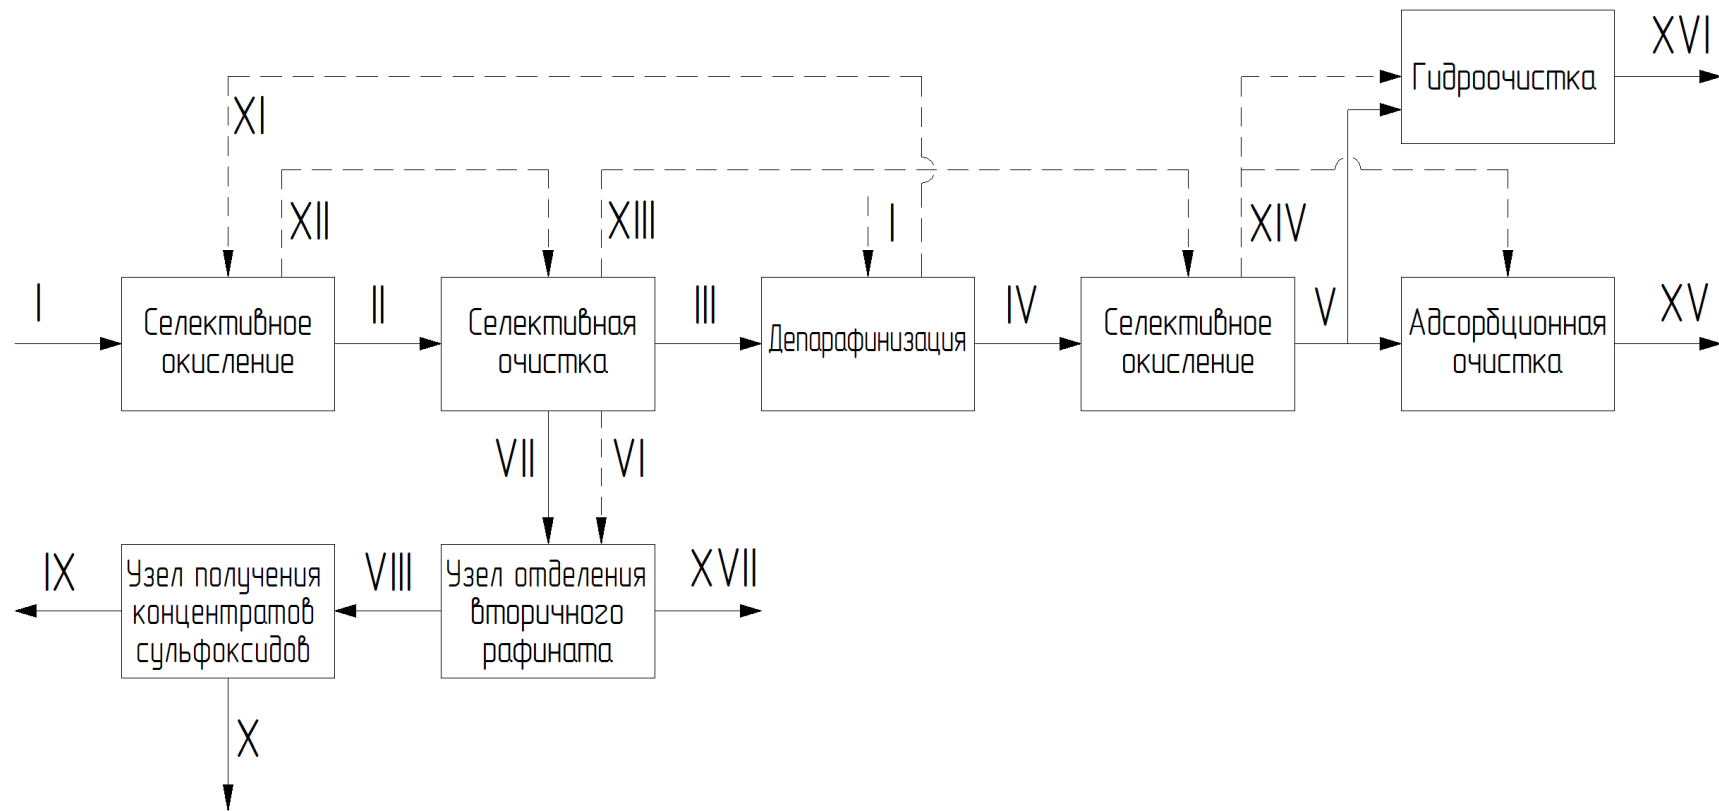 XVI
Гидроочистка
XI
XII
XIII
I
XIV
I
Селективное
окисление
II
Селективная
очистка
III
Депарафинизация
IV
Селективное
окисление
V
Адсорбционная
очистка
XV
VII
VI
IX
Узел получения
концентратов
сульфоксидов
VIII
Узел отделения
вторичного
рафината
XVII
X